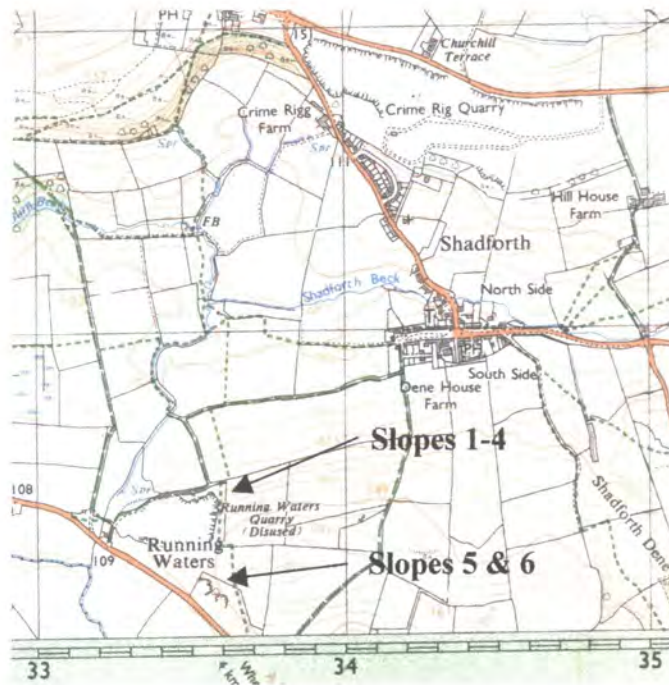 PH
151
Churchill
Terrace
Crime Rigg
Farm
Crime Rig Quarry
Spr
Spr
111
Hill House
Farm
FB
Shadforth
Shadforth Beck
North Side
South Side
Dene House
Farm
Slopes 1-4
Spr
108
Running Waters
Quarry
(Disused)
Shadforth Dene
Running
Waters
109
Slopes 5 & 6
33
34
35